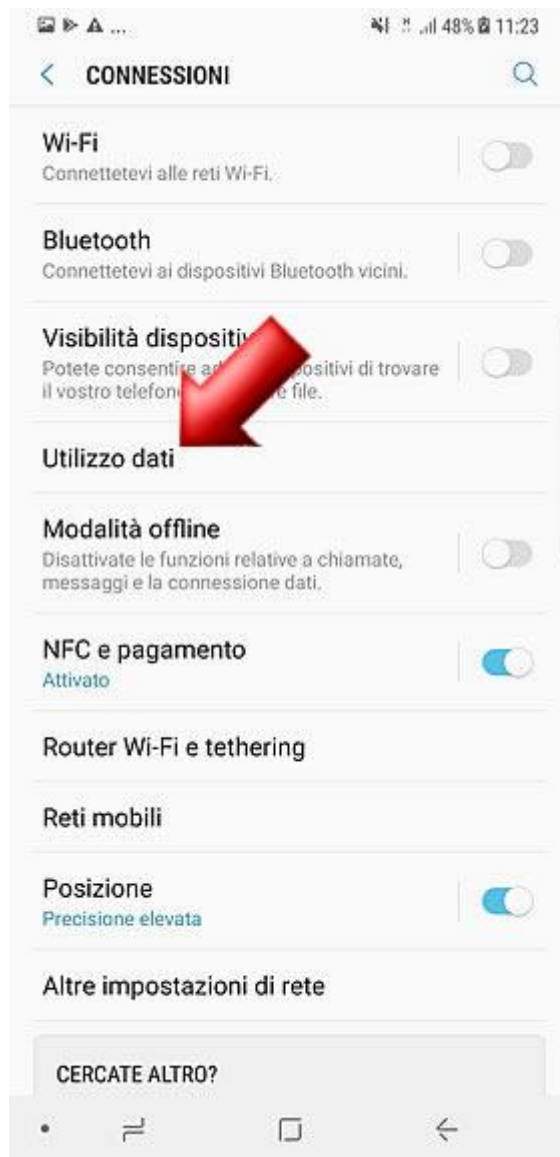 ... 48% 11:23
CONNESSIONI
Wi-Fi
Connettetevi alle reti Wi-Fi.
Bluetooth
Connettetevi ai dispositivi Bluetooth vicini.
Visibilità
Potete consentire di trovare
il vostro file.
Utilizzo dati
Modalità offline
Disattivate le funzioni relative a chiamate,
messaggi e la connessione dati.
NFC e pagamento
Attivato
Router Wi-Fi e tethering
Reti mobili
Posizione
Precisione elevata
Altre impostazioni di rete
CERCATE ALTRO?